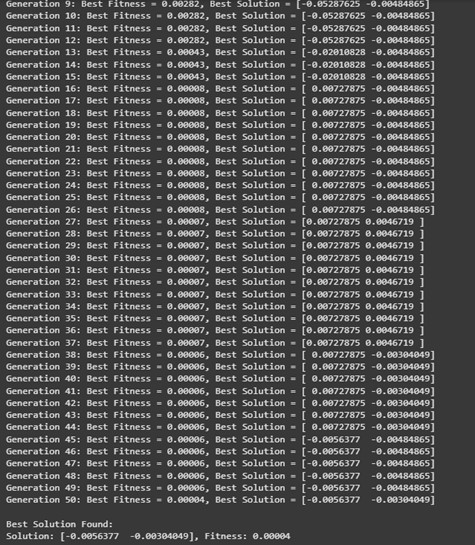 Generation 9: Best Fitness = 0.00282, Best Solution = [-0.05287625 -0.00484865]
Generation 10: Best Fitness = 0.00282, Best Solution = [-0.05287625 -0.00484865]
Generation 11: Best Fitness = 0.00282, Best Solution = [-0.05287625 -0.00484865]
Generation 12: Best Fitness = 0.00282, Best Solution = [-0.05287625 -0.00484865]
Generation 13: Best Fitness = 0.00043, Best Solution = [-0.02010828 -0.00484865]
Generation 14: Best Fitness = 0.00043, Best Solution = [-0.02010828 -0.00484865]
Generation 15: Best Fitness = 0.00043, Best Solution = [-0.02010828 -0.00484865]
Generation 16: Best Fitness = 0.00008, Best Solution = [ 0.00727875 -0.00484865]
Generation 17: Best Fitness = 0.00008, Best Solution = [ 0.00727875 -0.00484865]
Generation 18: Best Fitness = 0.00008, Best Solution = [ 0.00727875 -0.00484865]
Generation 19: Best Fitness = 0.00008, Best Solution = [ 0.00727875 -0.00484865]
Generation 20: Best Fitness = 0.00008, Best Solution = [ 0.00727875 -0.00484865]
Generation 21: Best Fitness = 0.00008, Best Solution = [ 0.00727875 -0.00484865]
Generation 22: Best Fitness = 0.00008, Best Solution = [ 0.00727875 -0.00484865]
Generation 23: Best Fitness = 0.00008, Best Solution = [ 0.00727875 -0.00484865]
Generation 24: Best Fitness = 0.00008, Best Solution = [ 0.00727875 -0.00484865]
Generation 25: Best Fitness = 0.00008, Best Solution = [ 0.00727875 -0.00484865]
Generation 26: Best Fitness = 0.00008, Best Solution = [ 0.00727875 -0.00484865]
Generation 27: Best Fitness = 0.00007, Best Solution = [0.00727875 0.0046719 ]
Generation 28: Best Fitness = 0.00007, Best Solution = [0.00727875 0.0046719 ]
Generation 29: Best Fitness = 0.00007, Best Solution = [0.00727875 0.0046719 ]
Generation 30: Best Fitness = 0.00007, Best Solution = [0.00727875 0.0046719 ]
Generation 31: Best Fitness = 0.00007, Best Solution = [0.00727875 0.0046719 ]
Generation 32: Best Fitness = 0.00007, Best Solution = [0.00727875 0.0046719 ]
Generation 33: Best Fitness = 0.00007, Best Solution = [0.00727875 0.0046719 ]
Generation 34: Best Fitness = 0.00007, Best Solution = [0.00727875 0.0046719 ]
Generation 35: Best Fitness = 0.00007, Best Solution = [0.00727875 0.0046719 ]
Generation 36: Best Fitness = 0.00007, Best Solution = [0.00727875 0.0046719 ]
Generation 37: Best Fitness = 0.00007, Best Solution = [0.00727875 0.0046719 ]
Generation 38: Best Fitness = 0.00006, Best Solution = [ 0.00727875 -0.00304049]
Generation 39: Best Fitness = 0.00006, Best Solution = [ 0.00727875 -0.00304049]
Generation 40: Best Fitness = 0.00006, Best Solution = [ 0.00727875 -0.00304049]
Generation 41: Best Fitness = 0.00006, Best Solution = [ 0.00727875 -0.00304049]
Generation 42: Best Fitness = 0.00006, Best Solution = [ 0.00727875 -0.00304049]
Generation 43: Best Fitness = 0.00006, Best Solution = [ 0.00727875 -0.00304049]
Generation 44: Best Fitness = 0.00006, Best Solution = [ 0.00727875 -0.00304049]
Generation 45: Best Fitness = 0.00006, Best Solution = [-0.0056377  -0.00484865]
Generation 46: Best Fitness = 0.00006, Best Solution = [-0.0056377  -0.00484865]
Generation 47: Best Fitness = 0.00006, Best Solution = [-0.0056377  -0.00484865]
Generation 48: Best Fitness = 0.00006, Best Solution = [-0.0056377  -0.00484865]
Generation 49: Best Fitness = 0.00006, Best Solution = [-0.0056377  -0.00484865]
Generation 50: Best Fitness = 0.00004, Best Solution = [-0.0056377  -0.00304049]
Best Solution Found:
Solution: [-0.0056377  -0.00304049], Fitness: 0.00004